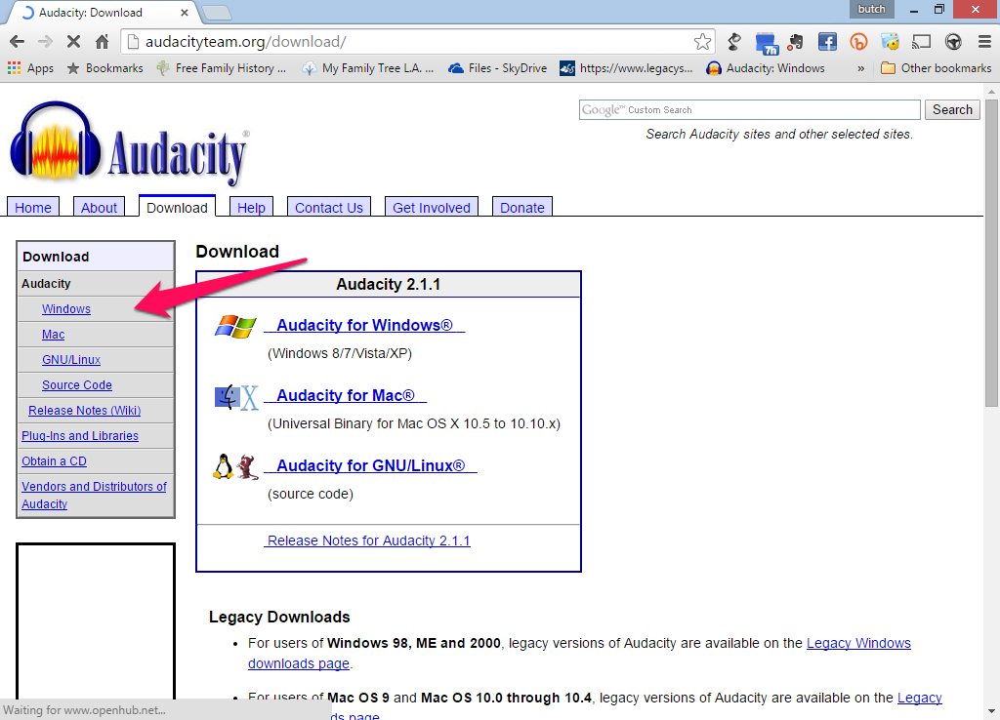 Audacity: Download
butch
audacityteam.org/download/
7h
Apps Bookmarks Free Family History ... My Family Tree L.A. ... Files - SkyDrive https://www.legacys... Audacity: Windows » Other bookmarks
Google™ Custom Search Search
Search Audacity sites and other selected sites.
Audacity®
Home About Download Help Contact Us Get Involved Donate
Download
Audacity
Windows
Mac
GNU/Linux
Source Code
Release Notes (Wiki)
Plug-Ins and Libraries
Obtain a CD
Vendors and Distributors of
Audacity
Download
Audacity 2.1.1
Audacity for Windows®
(Windows 8/7/Vista/XP)
Audacity for Mac®
(Universal Binary for Mac OS X 10.5 to 10.10.x)
Audacity for GNU/Linux®
(source code)
Release Notes for Audacity 2.1.1
Legacy Downloads
• For users of Windows 98, ME and 2000, legacy versions of Audacity are available on the Legacy Windows
downloads page.
• For users of Mac OS 9 and Mac OS 10.0 through 10.4, legacy versions of Audacity are available on the Legacy
ds page
Waiting for www.openhub.net...